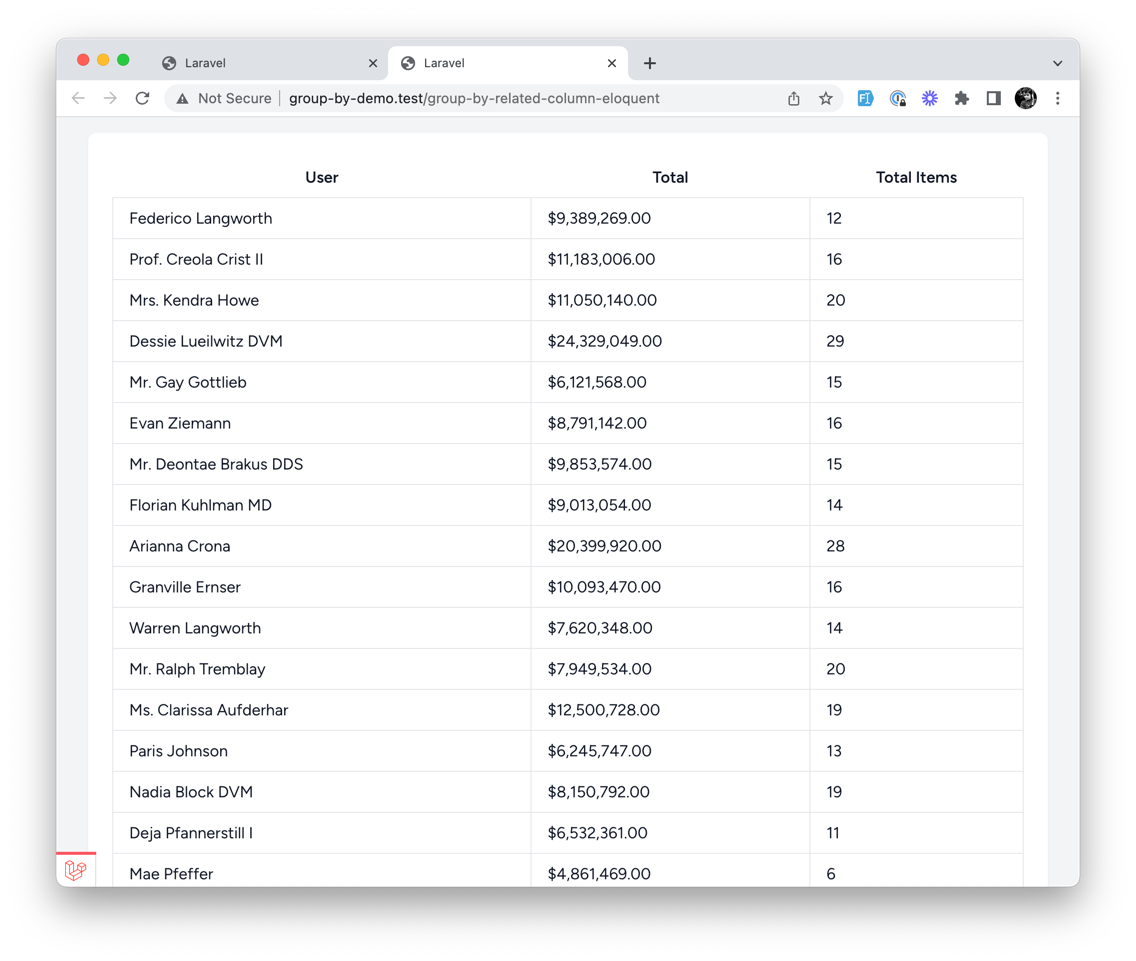 Laravel
Laravel
Not Secure group-by-demo.test/group-by-related-column-eloquent
User Total Total Items
Federico Langworth $9,389,269.00 12
Prof. Creola Crist II $11,183,006.00 16
Mrs. Kendra Howe $11,050,140.00 20
Dessie Lueilwitz DVM $24,329,049.00 29
Mr. Gay Gottlieb $6,121,568.00 15
Evan Ziemann $8,791,142.00 16
Mr. Deontae Brakus DDS $9,853,574.00 15
Florian Kuhlman MD $9,013,054.00 14
Arianna Crona $20,399,920.00 28
Granville Ernser $10,093,470.00 16
Warren Langworth $7,620,348.00 14
Mr. Ralph Tremblay $7,949,534.00 20
Ms. Clarissa Aufderhar $12,500,728.00 19
Paris Johnson $6,245,747.00 13
Nadia Block DVM $8,150,792.00 19
Deja Pfannerstill I $6,532,361.00 11
Mae Pfeffer $4,861,469.00 6